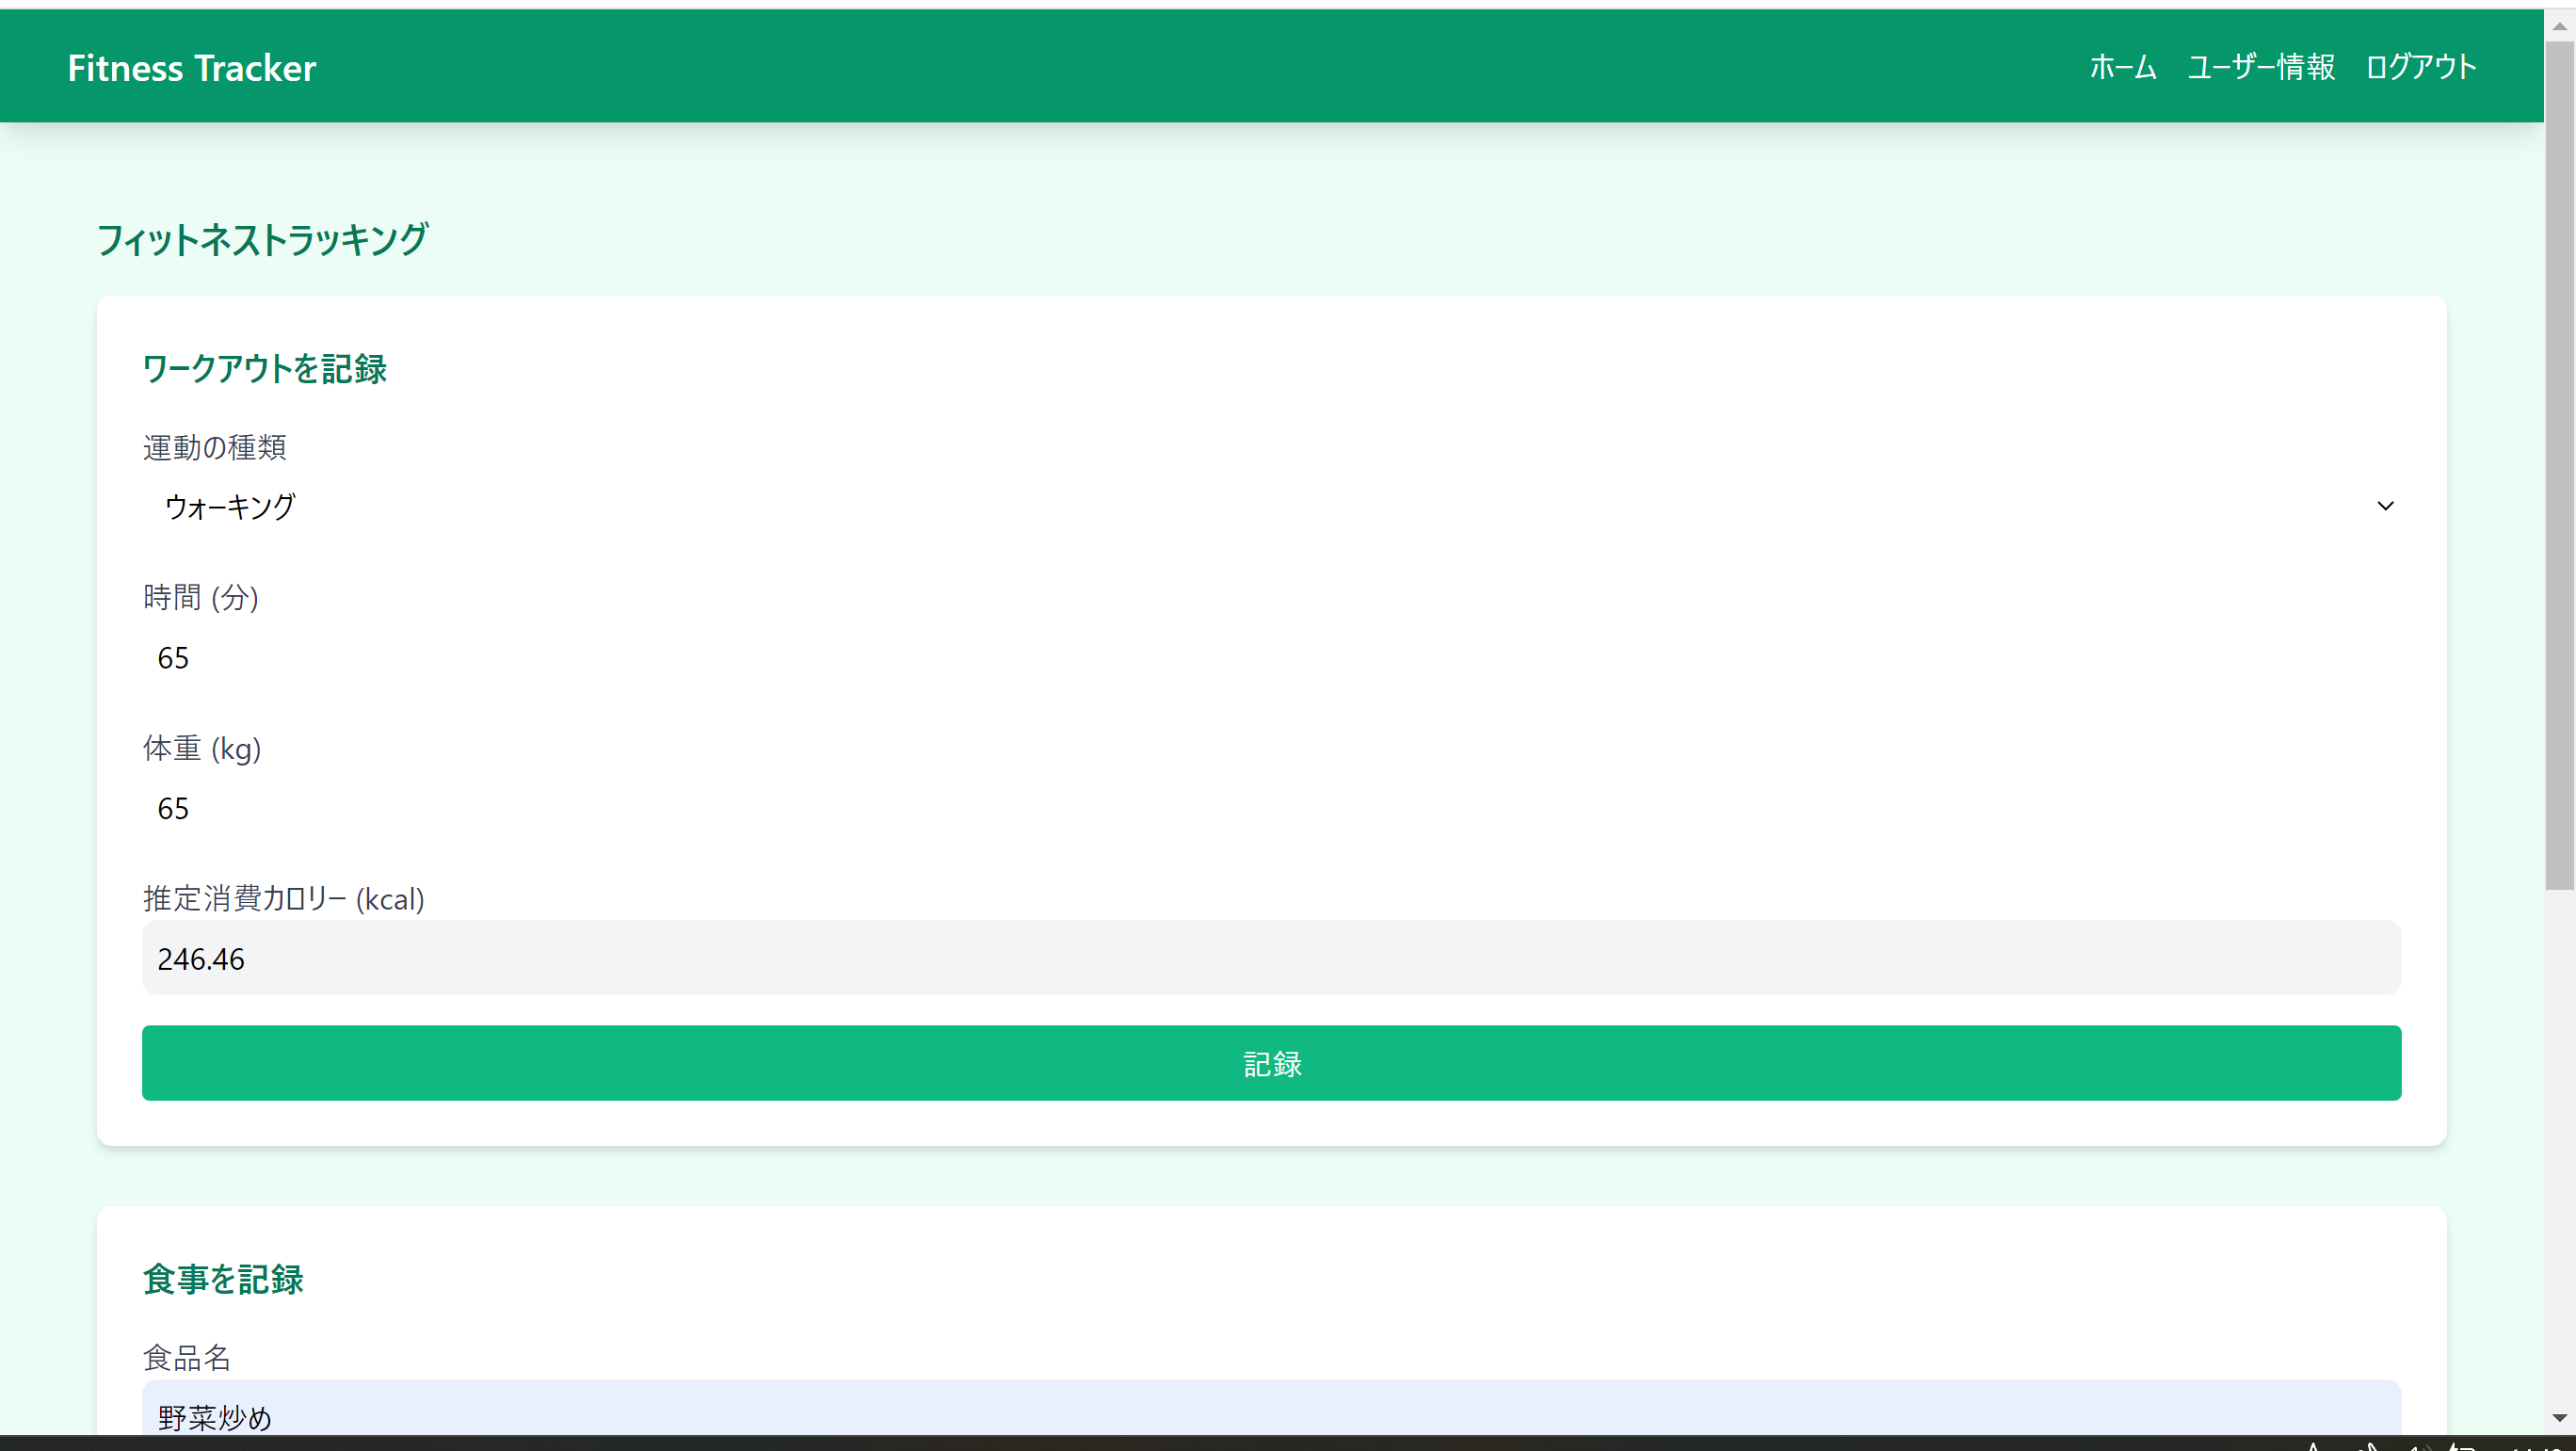 Fitness Tracker
ホーム ユーザー情報 ログアウト
フィットネストラッキング
ワークアウトを記録
運動の種類
ウォーキング
時間 (分)
65
体重 (kg)
65
推定消費カロリー (kcal)
246.46
記録
食事を記録
食品名
野菜炒め